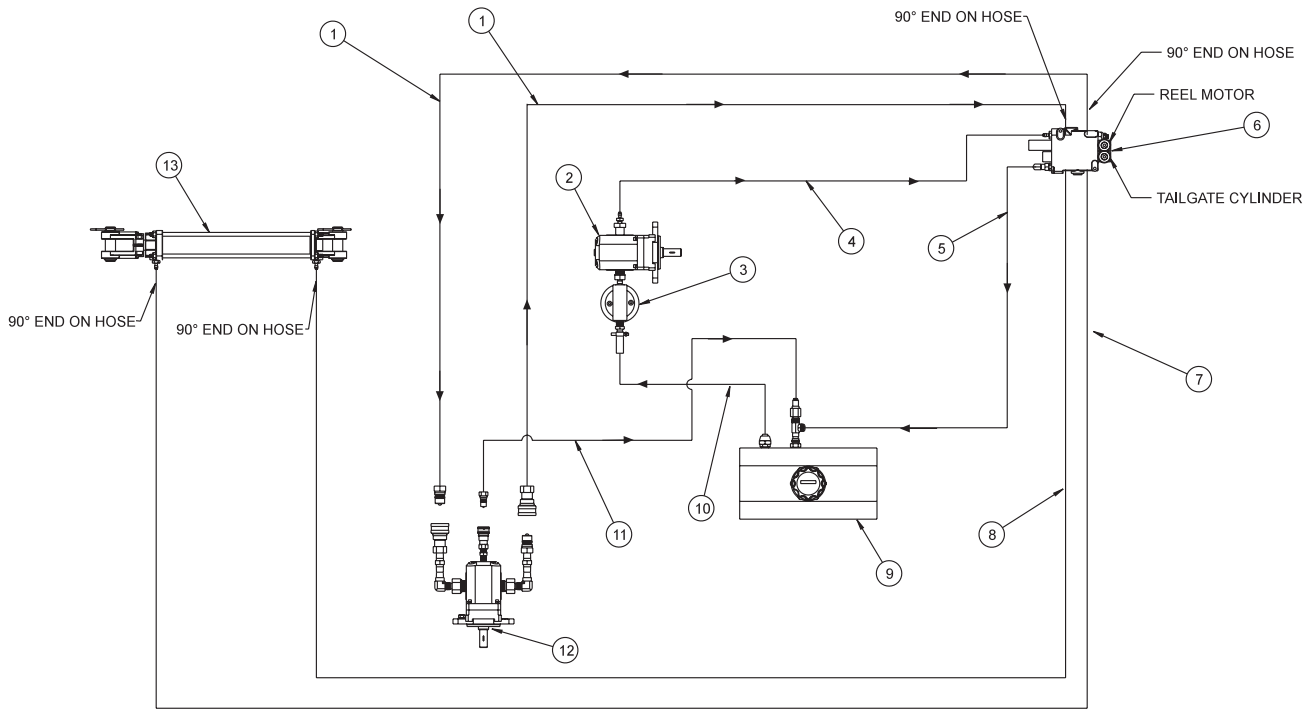 90° END ON HOSE
1
1
90° END ON HOSE
REEL MOTOR
6
13
2
TAILGATE CYLINDER
4
5
3
90° END ON HOSE
90° END ON HOSE
7
10
11
8
9
12